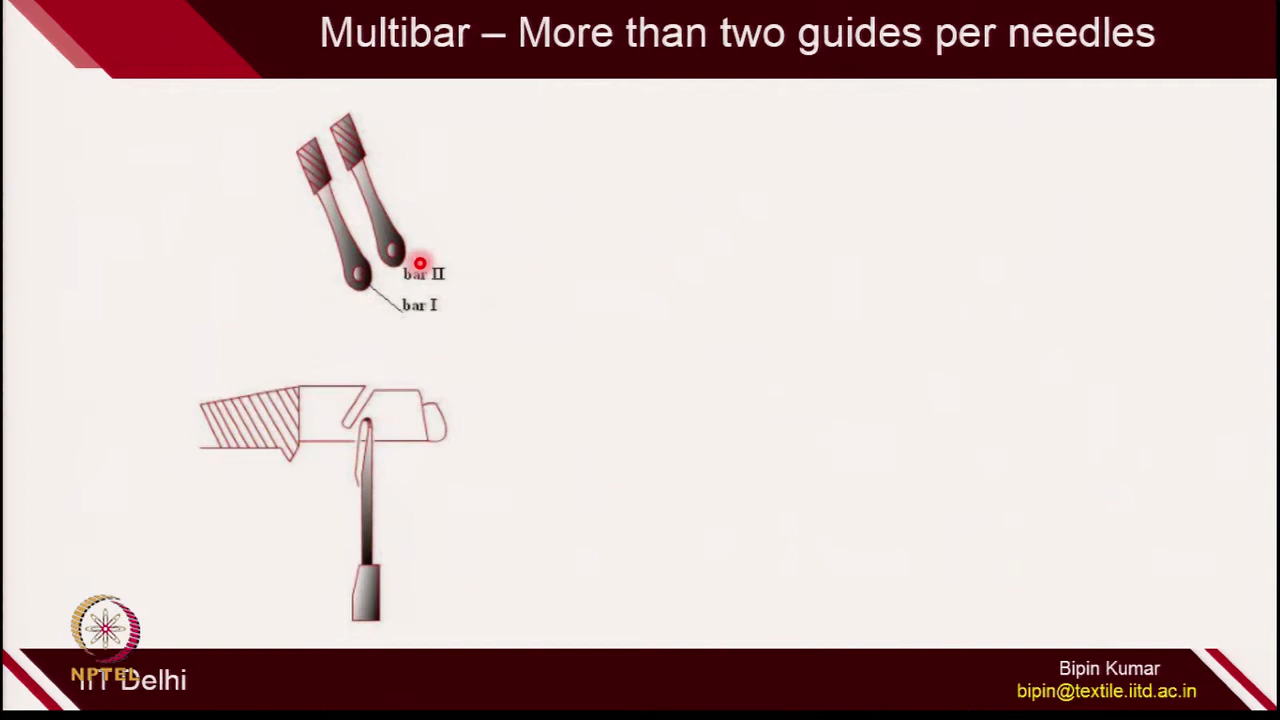 Multibar – More than two guides per needles
bar II
bar I
NPTEL
IIT Delhi
Bipin Kumar
bipin@textile.iitd.ac.in